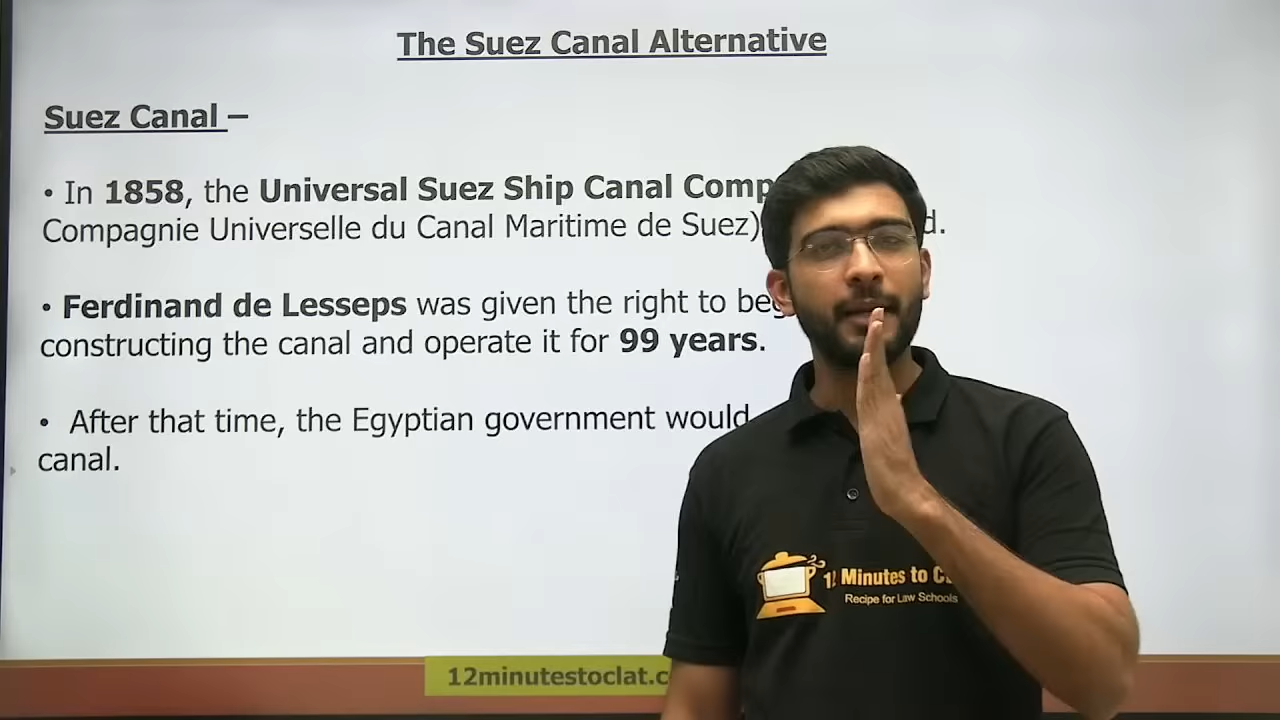 The Suez Canal Alternative
Suez Canal –
• In 1858, the Universal Suez Ship Canal Comp
Compagnie Universelle du Canal Maritime de Suez) d.
• Ferdinand de Lesseps was given the right to be
constructing the canal and operate it for 99 years.
• After that time, the Egyptian government would
canal.
12 Minutes to C
Recipe for Law Schools
12minutestoclat.c